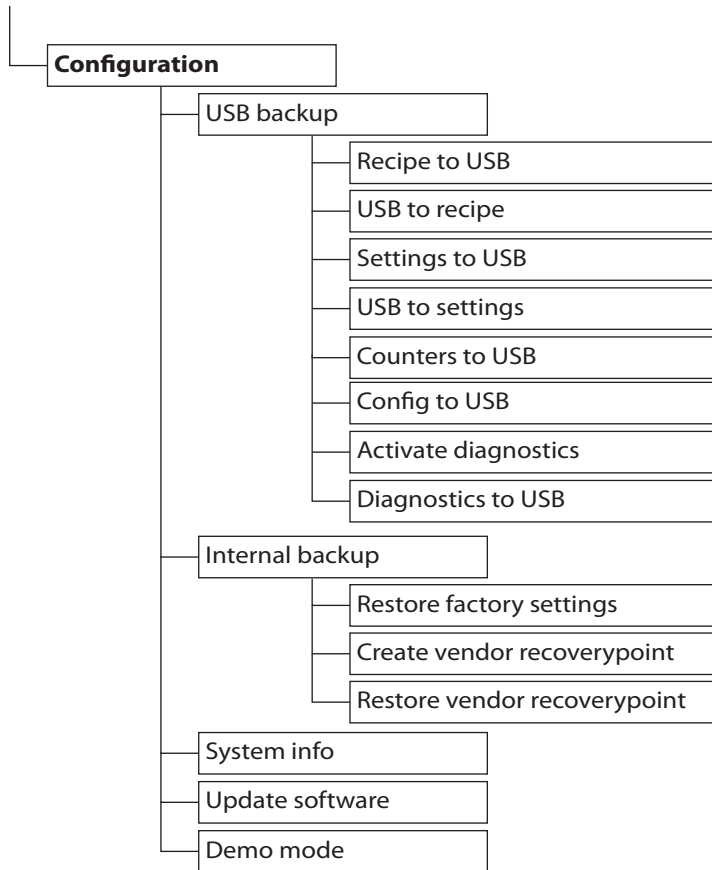 Configuration
USB backup
Recipe to USB
USB to recipe
Settings to USB
USB to settings
Counters to USB
Config to USB
Activate diagnostics
Diagnostics to USB
Internal backup
Restore factory settings
Create vendor recoverypoint
Restore vendor recoverypoint
System info
Update software
Demo mode